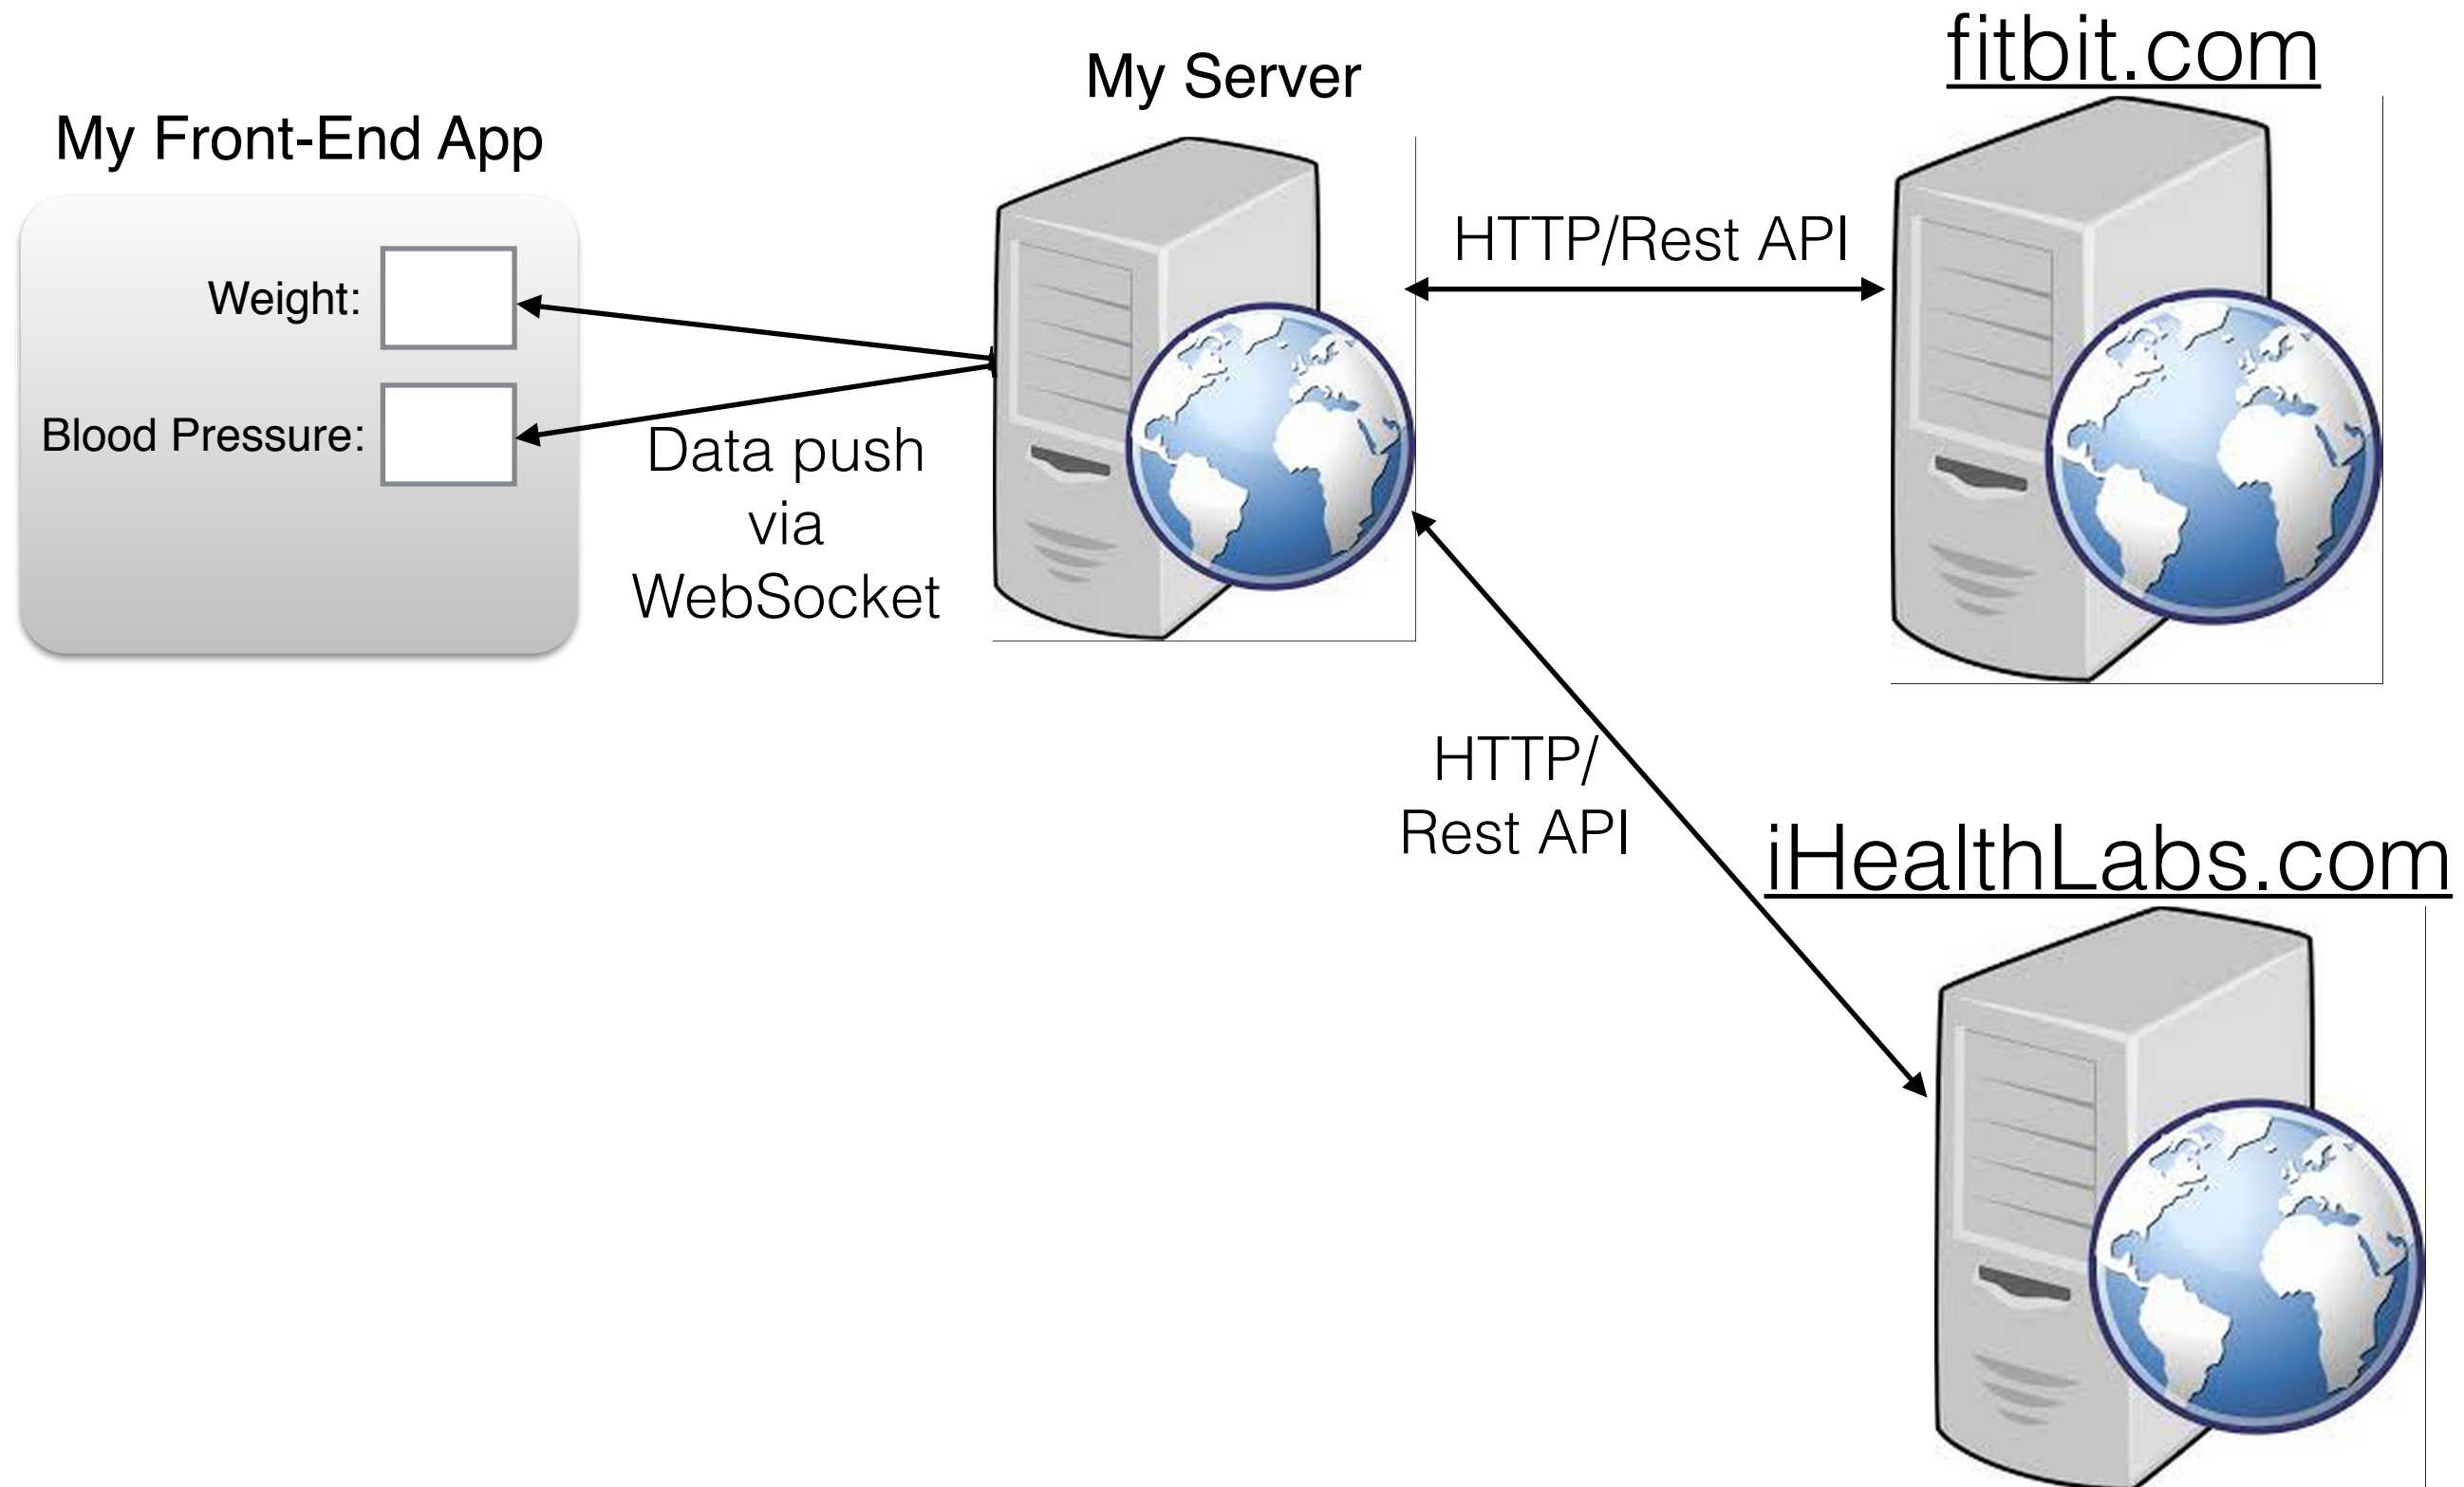 My Front-End App
Weight:
Blood Pressure:
Data push
via
WebSocket
My Server
HTTP/Rest API
fitbit.com
HTTP/
Rest API
iHealthLabs.com